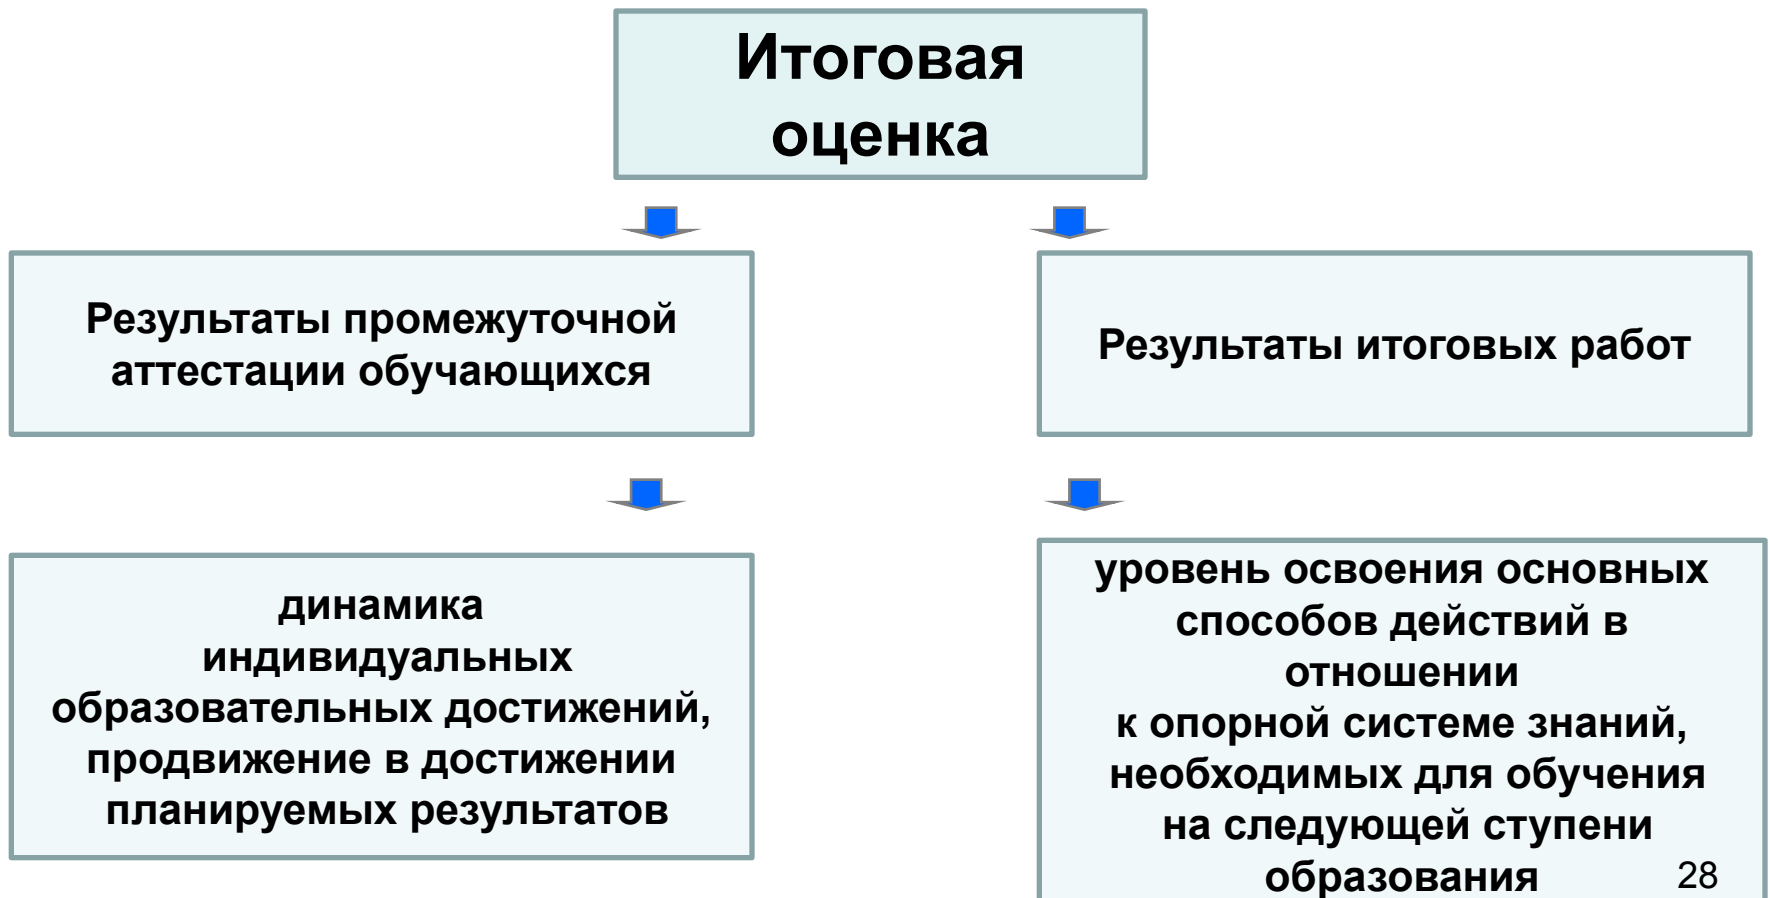 Итоговая
оценка
Результаты промежуточной
аттестации обучающихся
Результаты итоговых работ
динамика
индивидуальных
образовательных достижений,
продвижение в достижении
планируемых результатов
уровень освоения основных
способов действий в
отношении
к опорной системе знаний,
необходимых для обучения
на следующей ступени
образования
28